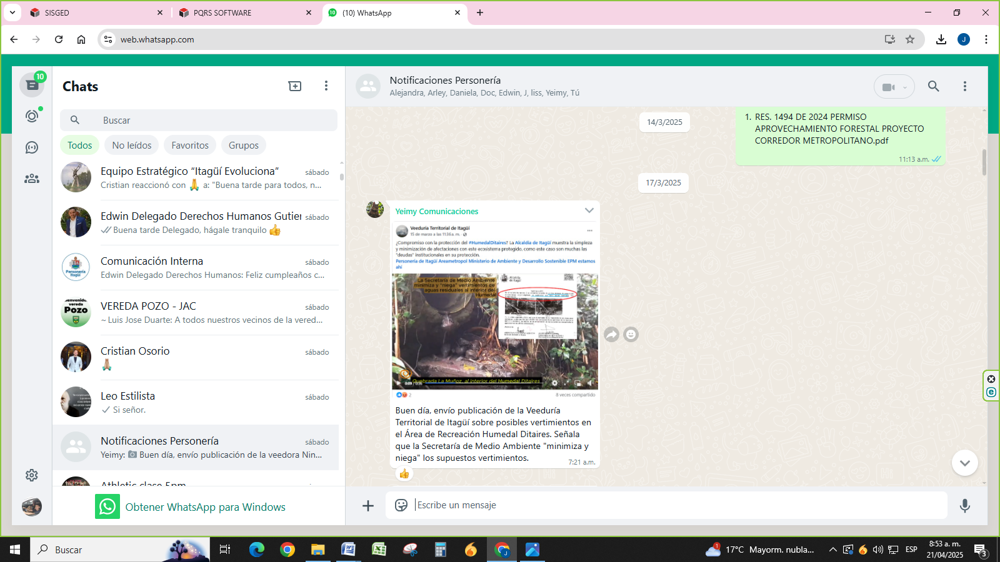 SISGED
PQRS SOFTWARE
(10) WhatsApp
web.whatsapp.com
J
10
Chats
Buscar
Todos
No leídos
Favoritos
Grupos
Equipo Estratégico “Itagüí Evoluciona”
sábado
Cristian reaccionó con 🙏 a: "Buena tarde para todos, n...
Edwin Delegado Derechos Humanos Gutier
sábado
Buena tarde Delegado, hágale tranquilo 👍
Comunicación Interna
sábado
Edwin Delegado Derechos Humanos: Feliz cumpleaños c...
VEREDA POZO - JAC
sábado
~ Luis Jose Duarte: A todos nuestros vecinos de la vered...
Cristian Osorio
sábado
🙏
Leo Estilista
sábado
Si señor.
Notificaciones Personería
sábado
Yeimy: 📷 Buen día, envío publicación de la veedora Nin...
Athletic clase 5pm
Obtener WhatsApp para Windows
Notificaciones Personería
Alejandra, Arley, Daniela, Doc, Edwin, J, liss, Yeimy, Tú
14/3/2025
1. RES. 1494 DE 2024 PERMISO
APROVECHAMIENTO FORESTAL PROYECTO
CORREDOR METROPOLITANO.pdf
11:13 a.m.
17/3/2025
Yeimy Comunicaciones
Veeduría Territorial de Itagüí
15 de marzo a las 11:36 a. m.
¿Compromiso con la protección del #HumedalDitaires? La Alcaldía de Itagüí muestra la simpleza
y minimización de afectaciones con este ecosistema protegido, como este caso son muchas las
"deudas" institucionales en su protección.
Personería de Itagüí Areametropol Ministerio de Ambiente y Desarrollo Sostenible EPM estamos
ahí
La Secretaría de Medio Ambiente
minimiza y "niega" vertimientos de
aguas residuales al interior del
Humedal
Alcaldía
de Itagüí
Quebrada La Muñoz, al interior del Humedal Ditaires
2
8 veces compartido
Buen día, envío publicación de la Veeduría
Territorial de Itagüí sobre posibles vertimientos en
el Área de Recreación Humedal Ditaires. Señala
que la Secretaría de Medio Ambiente "minimiza y
niega" los supuestos vertimientos.
7:21 a.m.
👍
Escribe un mensaje
Buscar
17°C Mayorm. nubla...
ESP
8:53 a. m.
21/04/2025
3